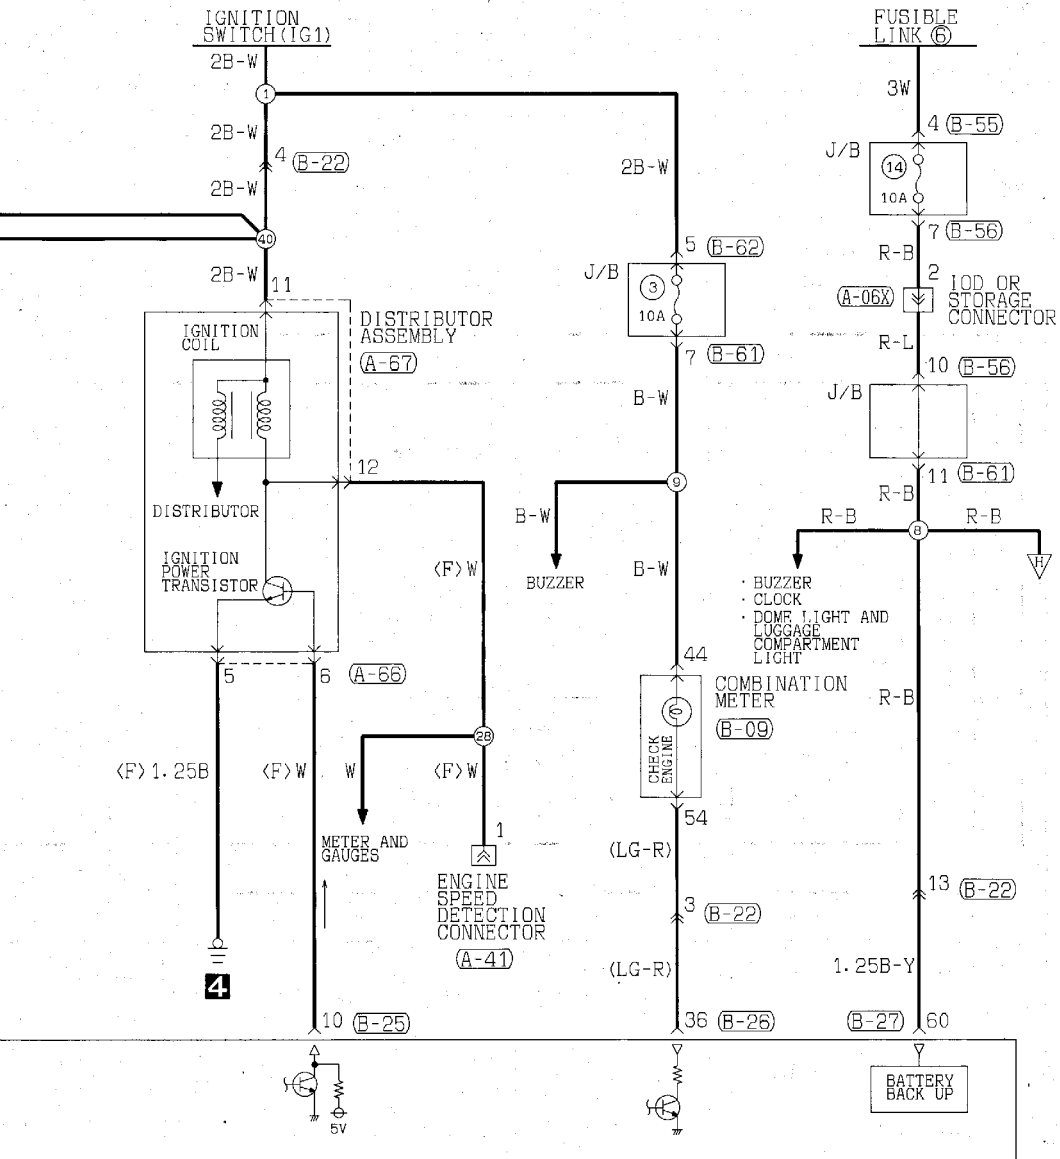 IGNITION
SWITCH(IG1)
FUSIBLE
LINK ⑥
2B-W
3W
1
2B-W
4 (B-22)
4 (B-55)
J/B
14
10A
2B-W
2B-W
40
7 (B-56)
5 (B-62)
R-B
2B-W
11
J/B
3
10A
2
(A-06X)
IOD OR
STORAGE
CONNECTOR
IGNITION
COIL
DISTRIBUTOR
ASSEMBLY
(A-67)
R-L
7 (B-61)
10 (B-56)
J/B
B-W
12
11 (B-61)
9
R-B
DISTRIBUTOR
B-W
R-B
8
R-B
IGNITION
POWER
TRANSISTOR
<F>W
BUZZER
B-W
H
· BUZZER
· CLOCK
· DOME LIGHT AND
LUGGAGE
COMPARTMENT
LIGHT
5
6
(A-66)
44
COMBINATION
METER
(B-09)
CHECK
ENGINE
R-B
28
<F>1.25B
<F>W
W
<F>W
54
METER AND
GAUGES
1
(LG-R)
ENGINE
SPEED
DETECTION
CONNECTOR
(A-41)
3 (B-22)
13 (B-22)
(LG-R)
1.25B-Y
4
10 (B-25)
36 (B-26)
(B-27) 60
5V
BATTERY
BACK UP